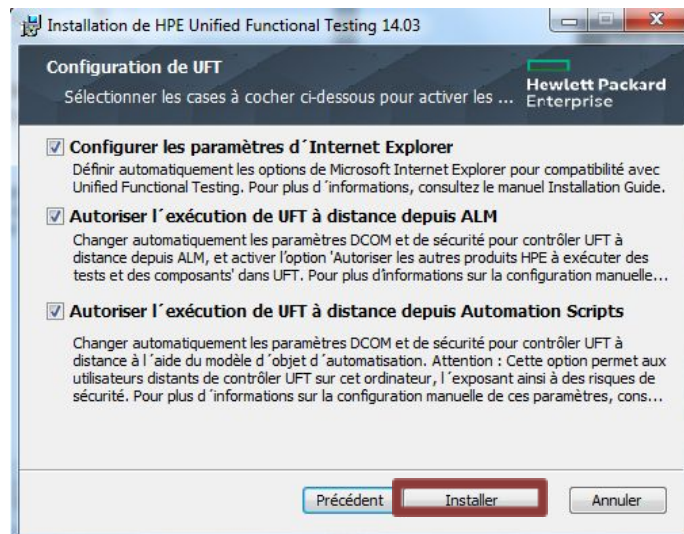 Installation de HPE Unified Functional Testing 14.03
Configuration de UFT
Sélectionner les cases à cocher ci-dessous pour activer les ...
Hewlett Packard
Enterprise
Configurer les paramètres d´Internet Explorer
Définir automatiquement les options de Microsoft Internet Explorer pour compatibilité avec
Unified Functional Testing. Pour plus d´informations, consultez le manuel Installation Guide.
Autoriser l´exécution de UFT à distance depuis ALM
Changer automatiquement les paramètres DCOM et de sécurité pour contrôler UFT à
distance depuis ALM, et activer l'option 'Autoriser les autres produits HPE à exécuter des
tests et des composants' dans UFT. Pour plus d'informations sur la configuration manuelle...
Autoriser l´exécution de UFT à distance depuis Automation Scripts
Changer automatiquement les paramètres DCOM et de sécurité pour contrôler UFT à
distance à l´aide du modèle d´objet d´automatisation. Attention : Cette option permet aux
utilisateurs distants de contrôler UFT sur cet ordinateur, l´exposant ainsi à des risques de
sécurité. Pour plus d´informations sur la configuration manuelle de ces paramètres, cons...
Précédent
Installer
Annuler